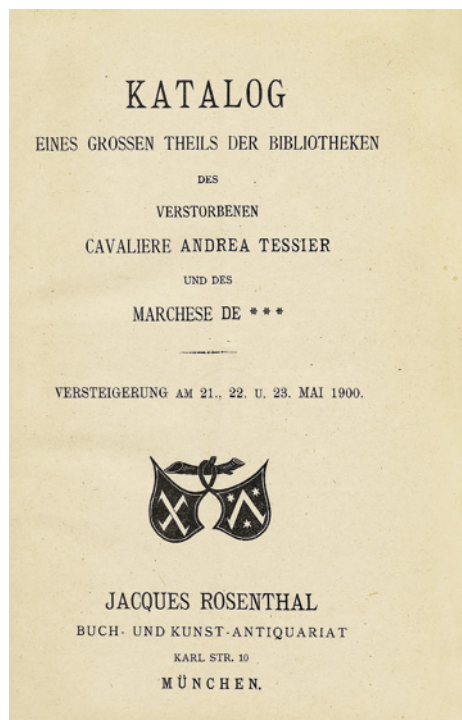 KATALOG
EINES GROSSEN THEILS DER BIBLIOTHEKEN
DES
VERSTORBENEN
CAVALIERE ANDREA TESSIER
UND DES
MARCHESE DE ***
VERSTEIGERUNG AM 21., 22. U. 23. MAI 1900.
JACQUES ROSENTHAL
BUCH- UND KUNST-ANTIQUARIAT
KARL STR. 10
MÜNCHEN.